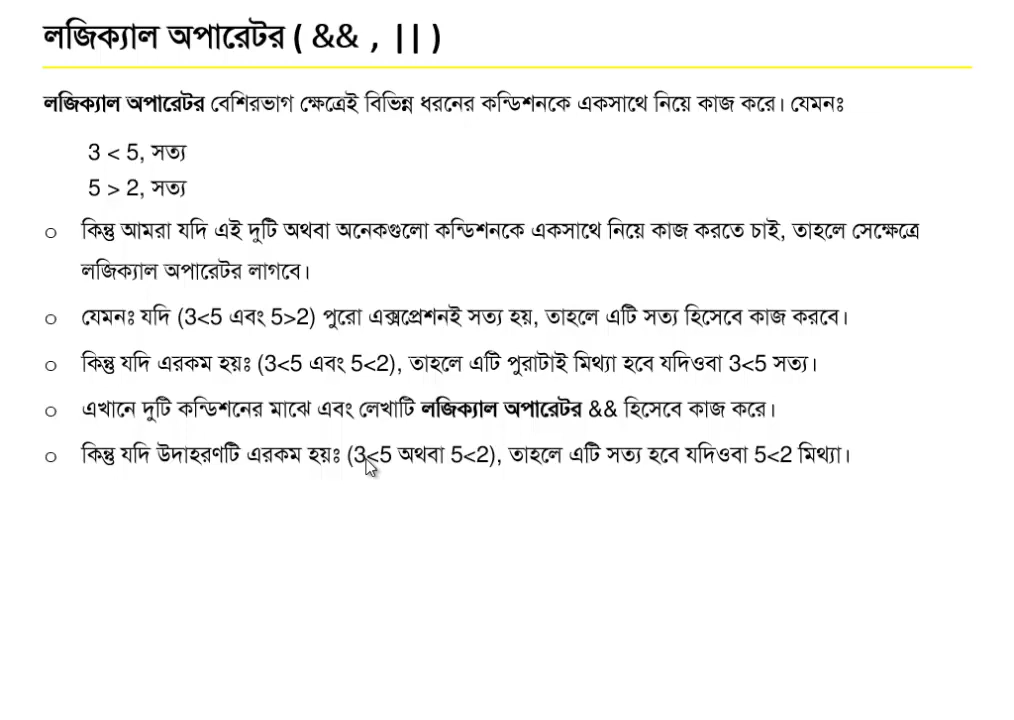 লজিক্যাল অপারেটর ( && , || )
লজিক্যাল অপারেটর বেশিরভাগ ক্ষেত্রেই বিভিন্ন ধরনের কন্ডিশনকে একসাথে নিয়ে কাজ করে। যেমনঃ
3 < 5, সত্য
5 > 2, সত্য
o কিন্তু আমরা যদি এই দুটি অথবা অনেকগুলো কন্ডিশনকে একসাথে নিয়ে কাজ করতে চাই, তাহলে সেক্ষেত্রে
লজিক্যাল অপারেটর লাগবে।
o যেমনঃ যদি (3<5 এবং 5>2) পুরো এক্সপ্রেশনই সত্য হয়, তাহলে এটি সত্য হিসেবে কাজ করবে।
o কিন্তু যদি এরকম হয়ঃ (3<5 এবং 5<2), তাহলে এটি পুরাটাই মিথ্যা হবে যদিওবা 3<5 সত্য।
o এখানে দুটি কন্ডিশনের মাঝে এবং লেখাটি লজিক্যাল অপারেটর && হিসেবে কাজ করে।
o কিন্তু যদি উদাহরণটি এরকম হয়ঃ (3<5 অথবা 5<2), তাহলে এটি সত্য হবে যদিওবা 5<2 মিথ্যা।